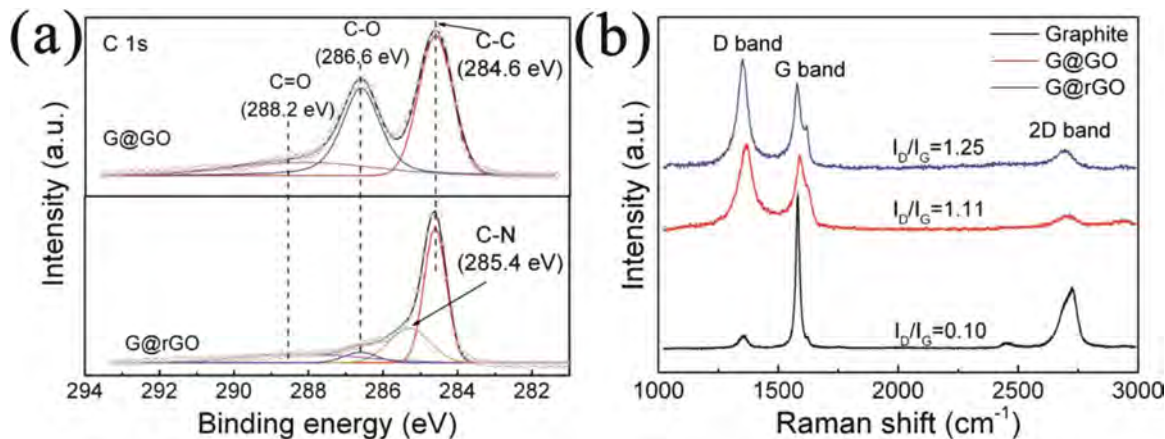 (a)
C 1s
C-O
(286.6 eV)
C-C
(284.6 eV)
C=O
(288.2 eV)
G@GO
C-N
(285.4 eV)
G@rGO
Intensity (a.u.)
294 292 290 288 286 284 282
Binding energy (eV)
(b)
D band
G band
Graphite
G@GO
G@rGO
2D band
I_D/I_G=1.25
I_D/I_G=1.11
I_D/I_G=0.10
Intensity (a.u.)
1000 1500 2000 2500 3000
Raman shift (cm⁻¹)